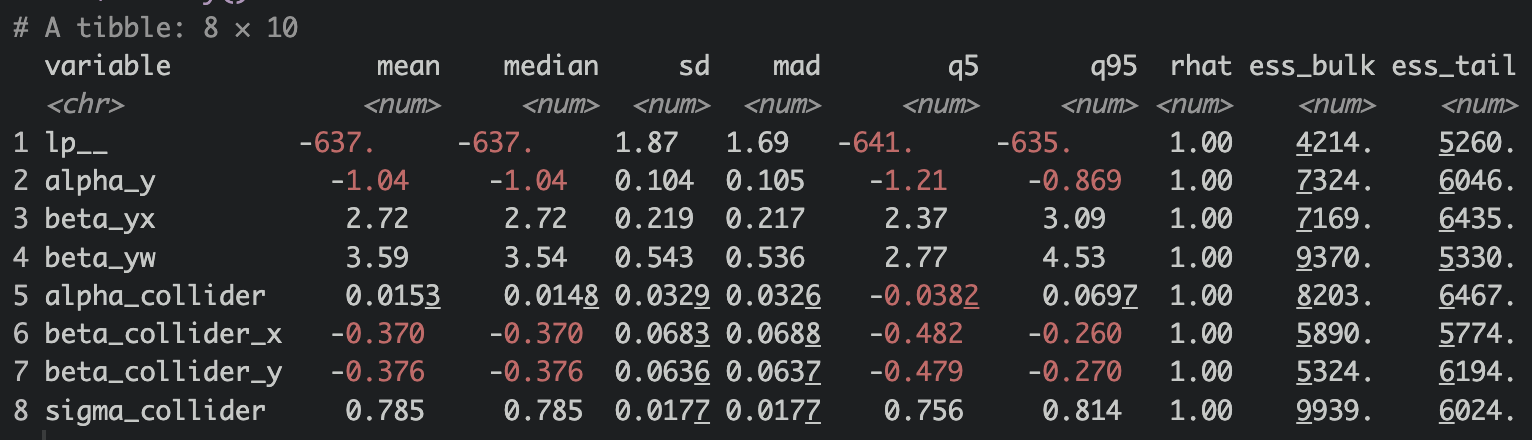 # A tibble: 8 × 10
variable mean median sd mad q5 q95 rhat ess_bulk ess_tail
<chr> <num> <num> <num> <num> <num> <num> <num> <num> <num>
1 lp__ -637. -637. 1.87 1.69 -641. -635. 1.00 4214. 5260.
2 alpha_y -1.04 -1.04 0.104 0.105 -1.21 -0.869 1.00 7324. 6046.
3 beta_yx 2.72 2.72 0.219 0.217 2.37 3.09 1.00 7169. 6435.
4 beta_yw 3.59 3.54 0.543 0.536 2.77 4.53 1.00 9370. 5330.
5 alpha_collider 0.0153 0.0148 0.0329 0.0326 -0.0382 0.0697 1.00 8203. 6467.
6 beta_collider_x -0.370 -0.370 0.0683 0.0688 -0.482 -0.260 1.00 5890. 5774.
7 beta_collider_y -0.376 -0.376 0.0636 0.0637 -0.479 -0.270 1.00 5324. 6194.
8 sigma_collider 0.785 0.785 0.0177 0.0177 0.756 0.814 1.00 9939. 6024.